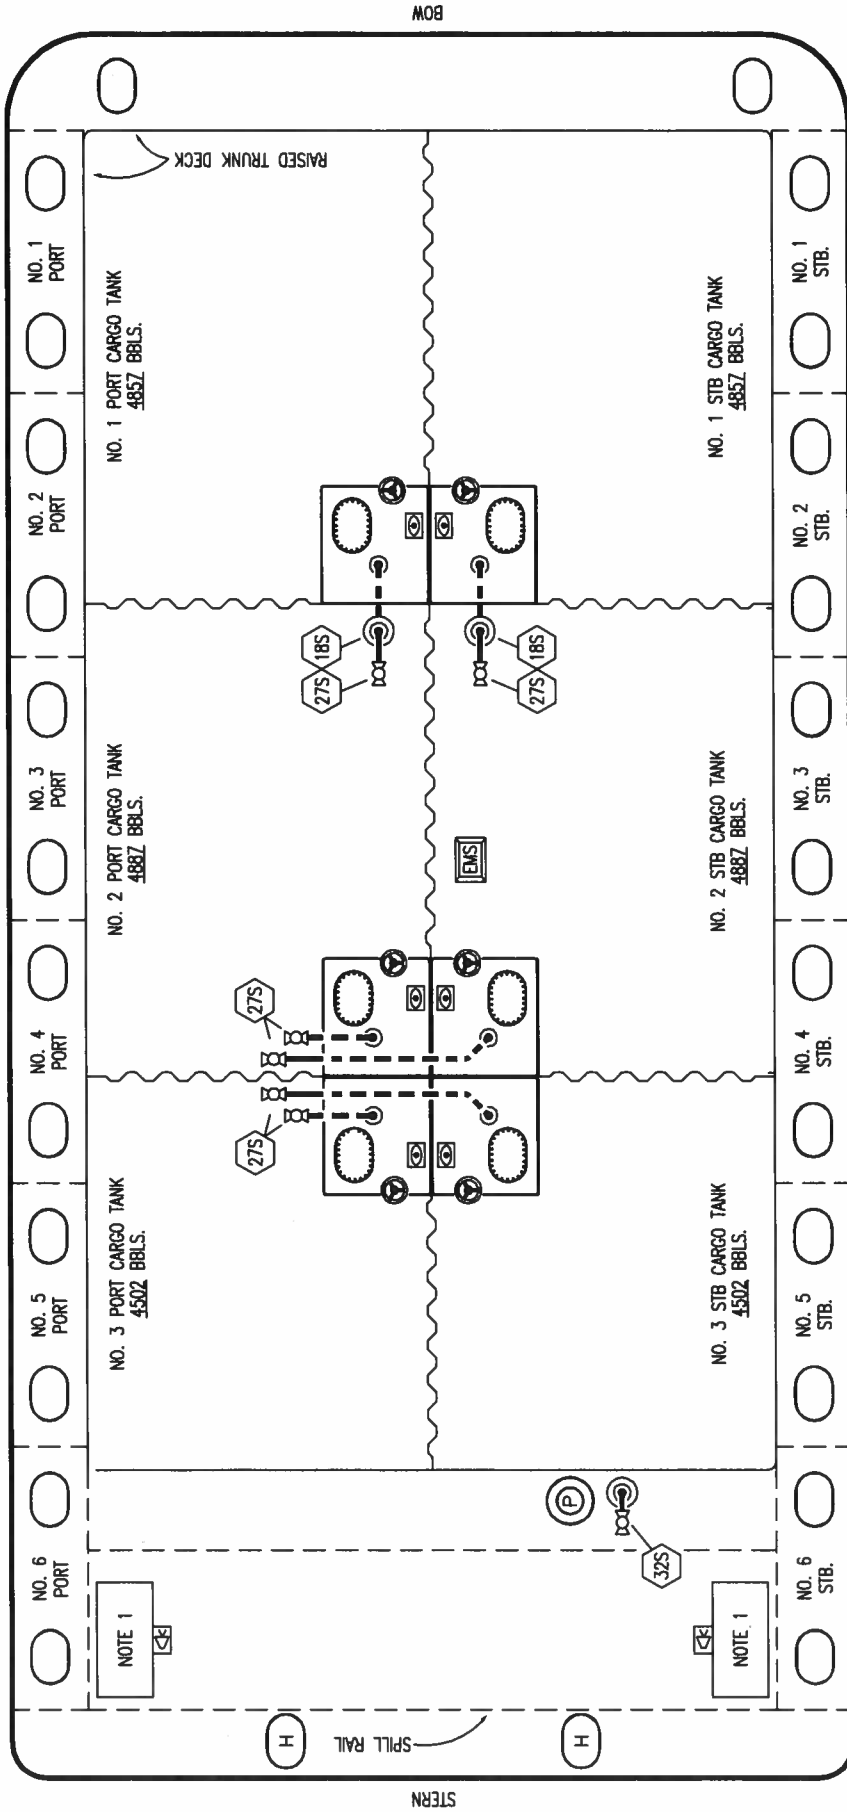 BOW
RAISED TRUNK DECK
NO. 1
PORT
NO. 2
PORT
NO. 3
PORT
NO. 4
PORT
NO. 5
PORT
NO. 6
PORT
NO. 1 PORT CARGO TANK
4857 BBLS.
NO. 2 PORT CARGO TANK
4887 BBLS.
NO. 3 PORT CARGO TANK
4502 BBLS.
18S
27S
18S
27S
EMS
27S
27S
NO. 1 STB CARGO TANK
4857 BBLS.
NO. 2 STB CARGO TANK
4887 BBLS.
NO. 3 STB CARGO TANK
4502 BBLS.
NO. 1
STB.
NO. 2
STB.
NO. 3
STB.
NO. 4
STB.
NO. 5
STB.
NO. 6
STB.
P
32S
NOTE 1
NOTE 1
H
SPILL RAIL
H
STERN